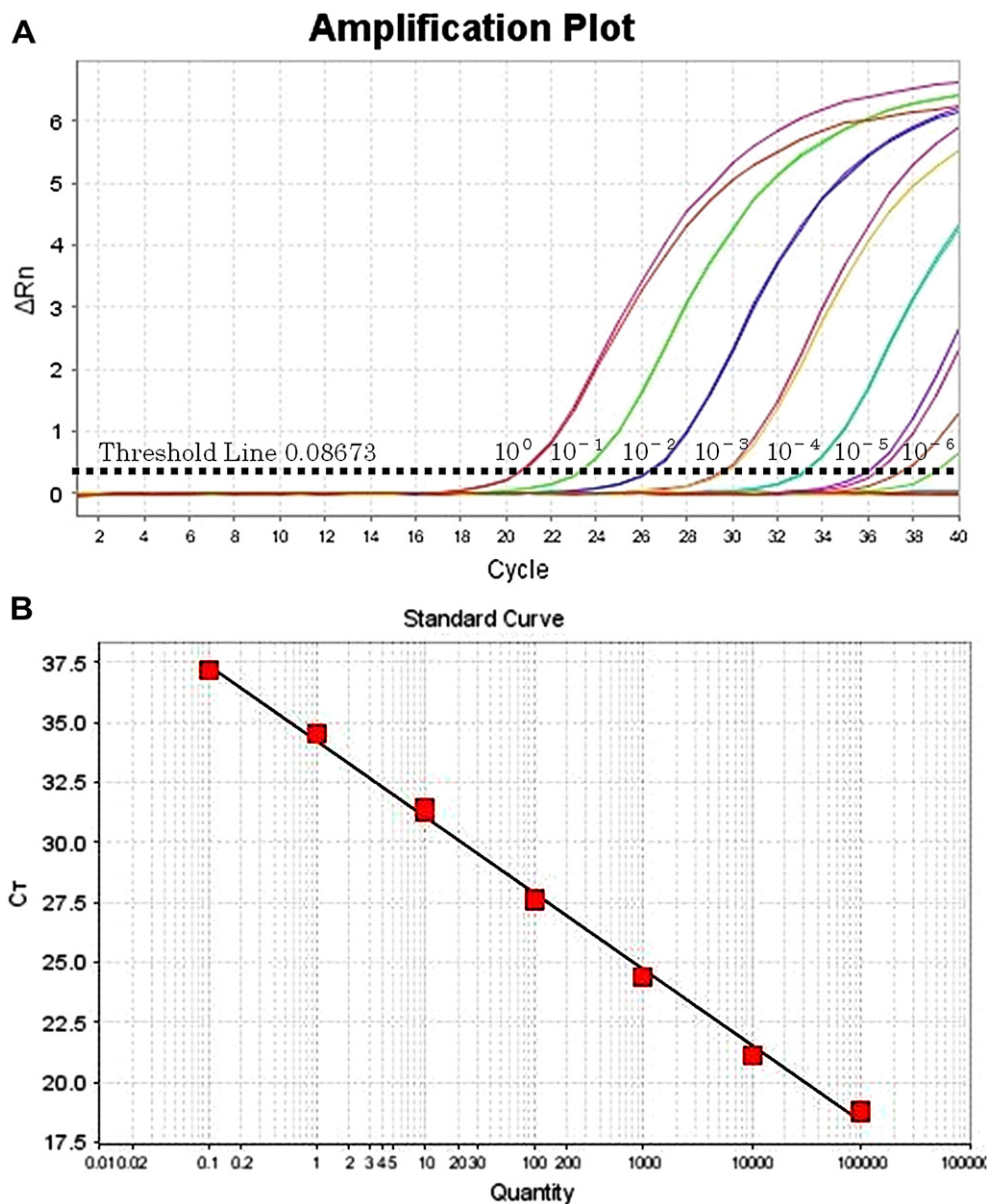 A
Amplification Plot
ΔRn
6
5
4
3
2
1
0
Threshold Line 0.08673
10⁰ 10⁻¹ 10⁻² 10⁻³ 10⁻⁴ 10⁻⁵ 10⁻⁶
2 4 6 8 10 12 14 16 18 20 22 24 26 28 30 32 34 36 38 40
Cycle
B
Standard Curve
CT
37.5
35.0
32.5
30.0
27.5
25.0
22.5
20.0
17.5
0.01 0.02 0.1 0.2 1 2 3 4 5 10 20 30 100 200 1000 10000 100000 100000
Quantity